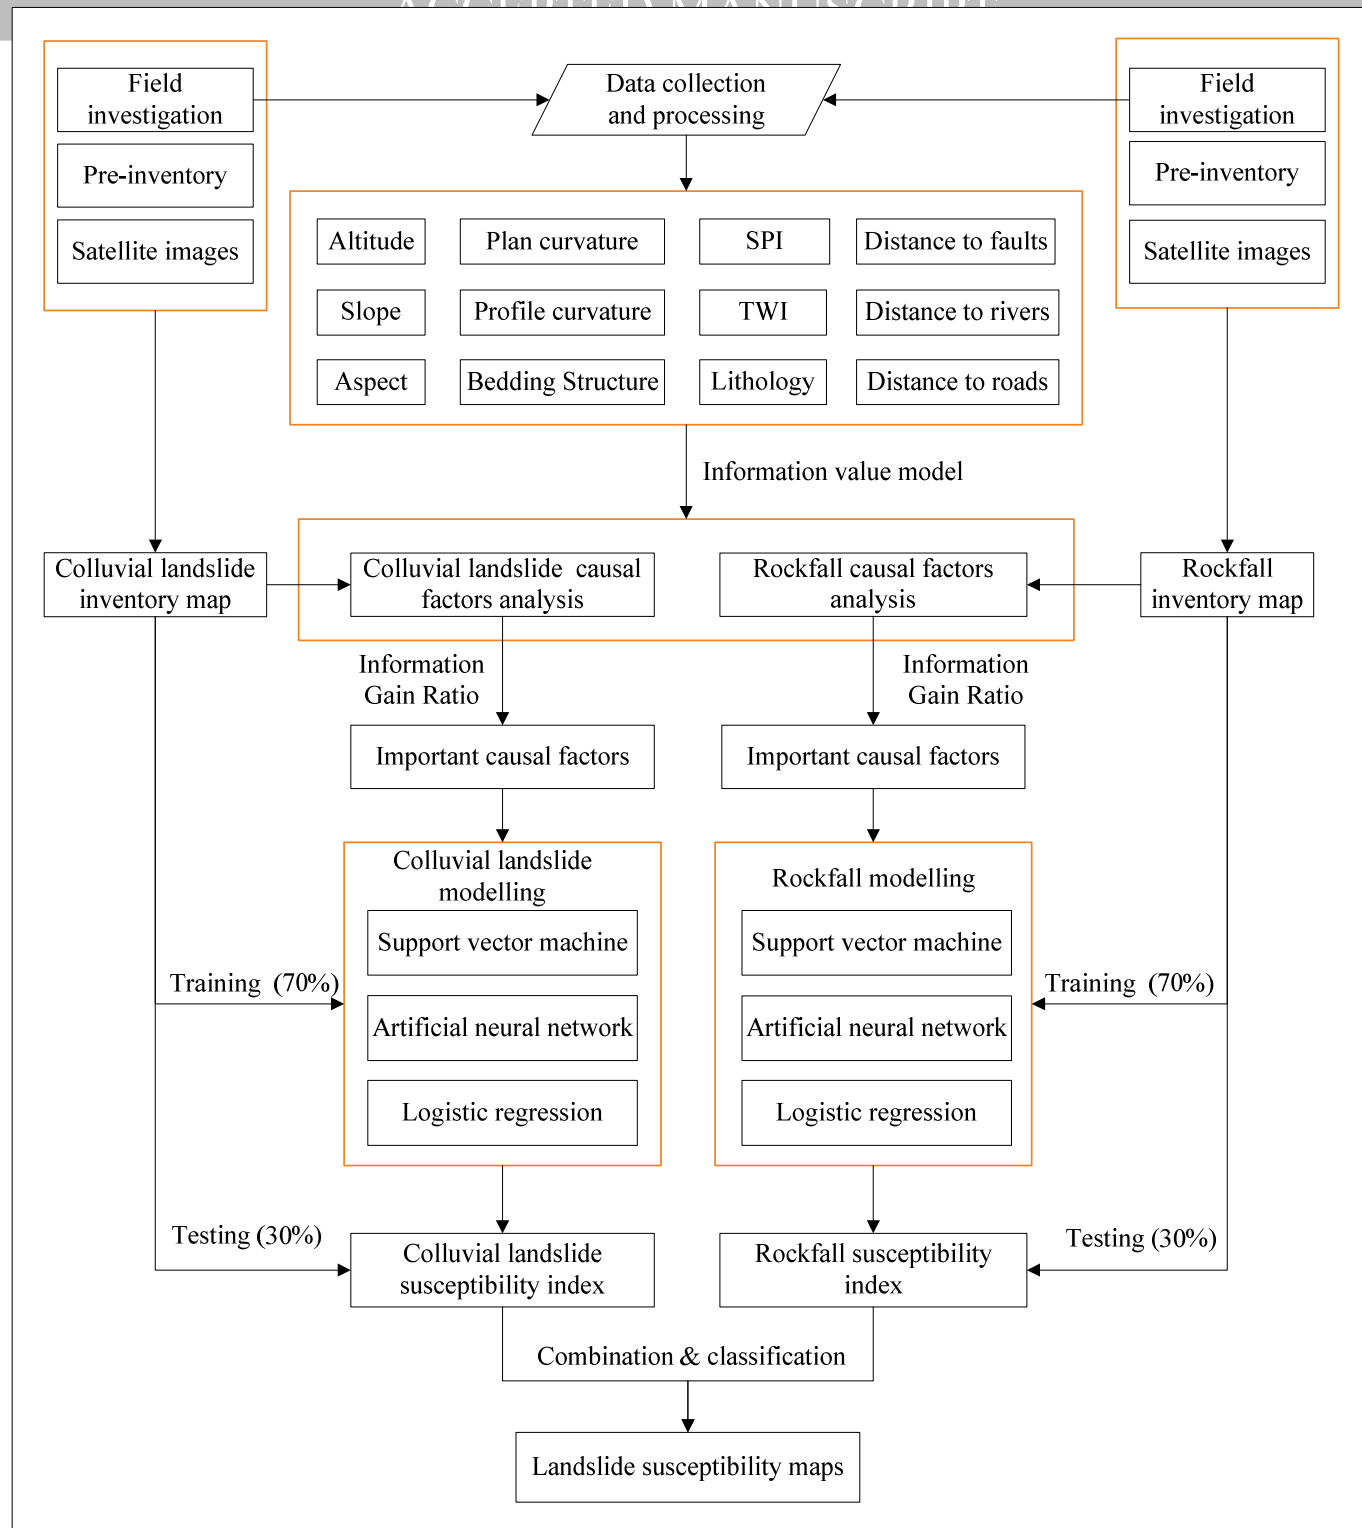 ACCEPTED MANUSCRIPT
Field
investigation
Pre-inventory
Satellite images
Data collection
and processing
Field
investigation
Pre-inventory
Satellite images
Altitude
Plan curvature
SPI
Distance to faults
Slope
Profile curvature
TWI
Distance to rivers
Aspect
Bedding Structure
Lithology
Distance to roads
Information value model
Colluvial landslide
inventory map
Colluvial landslide causal
factors analysis
Rockfall causal factors
analysis
Rockfall
inventory map
Information
Gain Ratio
Information
Gain Ratio
Important causal factors
Important causal factors
Colluvial landslide
modelling
Support vector machine
Artificial neural network
Logistic regression
Rockfall modelling
Support vector machine
Artificial neural network
Logistic regression
Training (70%)
Training (70%)
Testing (30%)
Testing (30%)
Colluvial landslide
susceptibility index
Rockfall susceptibility
index
Combination & classification
Landslide susceptibility maps